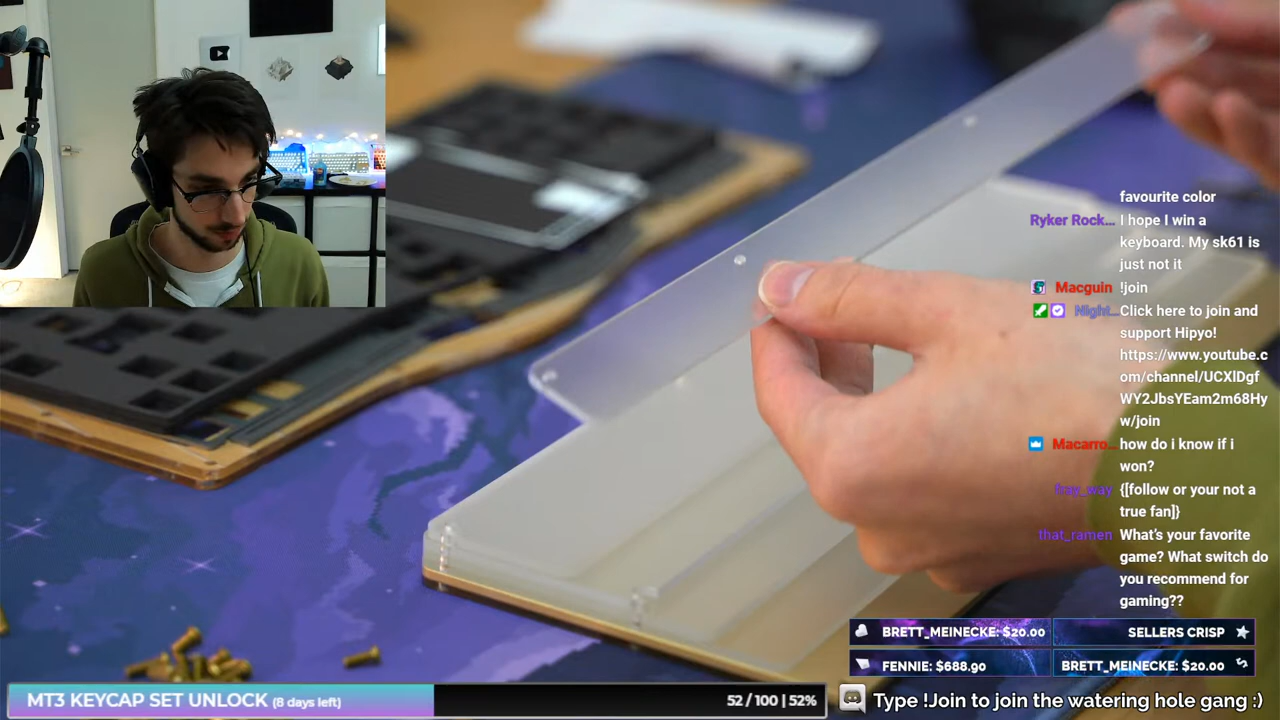 favourite color
Ryker Rock... I hope I win a
keyboard. My sk61 is
just not it
Macguin !join
Night... Click here to join and
support Hipyo!
https://www.youtube.c
om/channel/UCXlDgf
WY2JbsYEam2m68Hy
w/join
Macarro... how do i know if i
won?
fray_way {[follow or your not a
true fan]}
that_ramen What's your favorite
game? What switch do
you recommend for
gaming??
BRETT_MEINECKE: $20.00 SELLERS CRISP
FENNIE: $688.90 BRETT_MEINECKE: $20.00
MT3 KEYCAP SET UNLOCK (8 days left) 52 / 100 | 52% Type !Join to join the watering hole gang :)